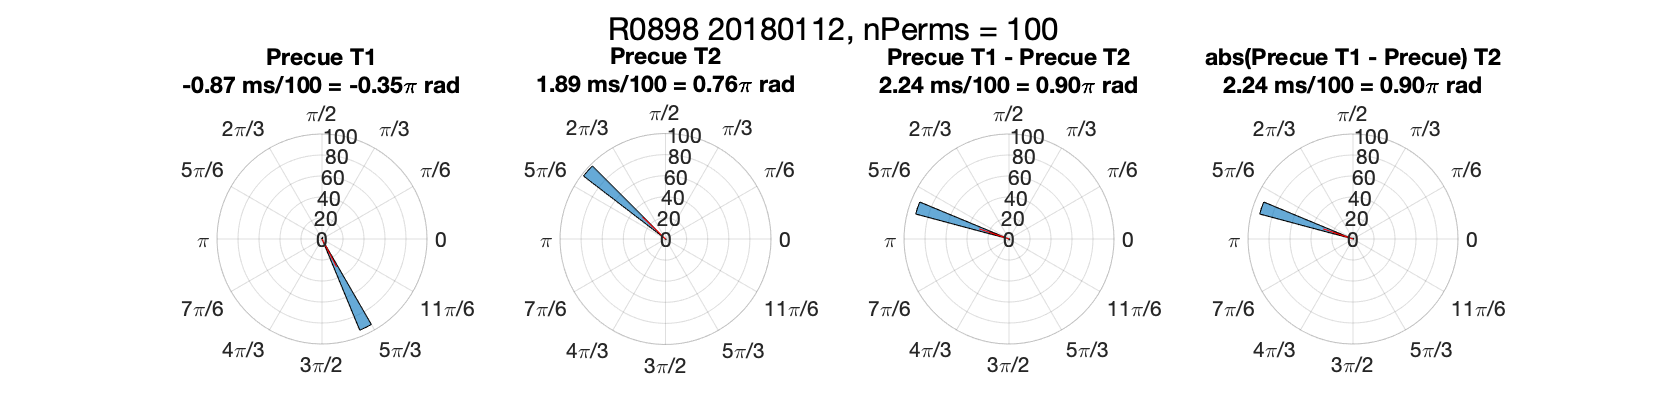 R0898 20180112, nPerms = 100
Precue T1
-0.87 ms/100 = -0.35π rad
π/2
2π/3
π/3
5π/6
π/6
π
0
7π/6
11π/6
4π/3
5π/3
3π/2
100
80
60
40
20
0
Precue T2
1.89 ms/100 = 0.76π rad
π/2
2π/3
π/3
5π/6
π/6
π
0
7π/6
11π/6
4π/3
5π/3
3π/2
100
80
60
40
20
0
Precue T1 - Precue T2
2.24 ms/100 = 0.90π rad
π/2
2π/3
π/3
5π/6
π/6
π
0
7π/6
11π/6
4π/3
5π/3
3π/2
100
80
60
40
20
0
abs(Precue T1 - Precue) T2
2.24 ms/100 = 0.90π rad
π/2
2π/3
π/3
5π/6
π/6
π
0
7π/6
11π/6
4π/3
5π/3
3π/2
100
80
60
40
20
0